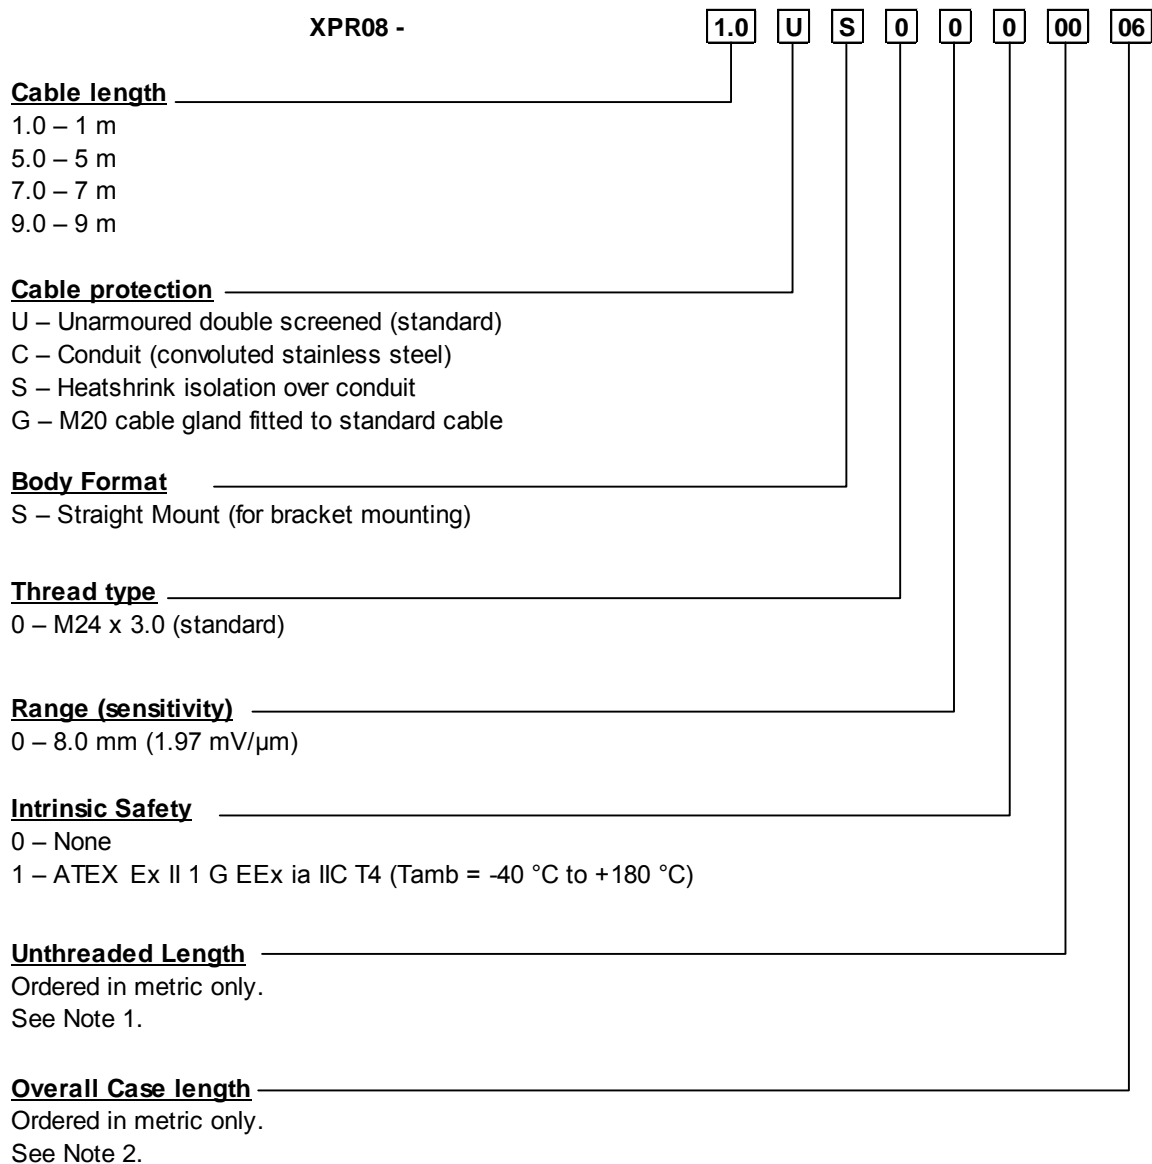 XPR08 - 1.0 U S 0 0 0 00 06
Cable length
1.0 – 1 m
5.0 – 5 m
7.0 – 7 m
9.0 – 9 m
Cable protection
U – Unarmoured double screened (standard)
C – Conduit (convoluted stainless steel)
S – Heatshrink isolation over conduit
G – M20 cable gland fitted to standard cable
Body Format
S – Straight Mount (for bracket mounting)
Thread type
0 – M24 x 3.0 (standard)
Range (sensitivity)
0 – 8.0 mm (1.97 mV/μm)
Intrinsic Safety
0 – None
1 – ATEX Ex II 1 G EEx ia IIC T4 (Tamb = -40 °C to +180 °C)
Unthreaded Length
Ordered in metric only.
See Note 1.
Overall Case length
Ordered in metric only.
See Note 2.